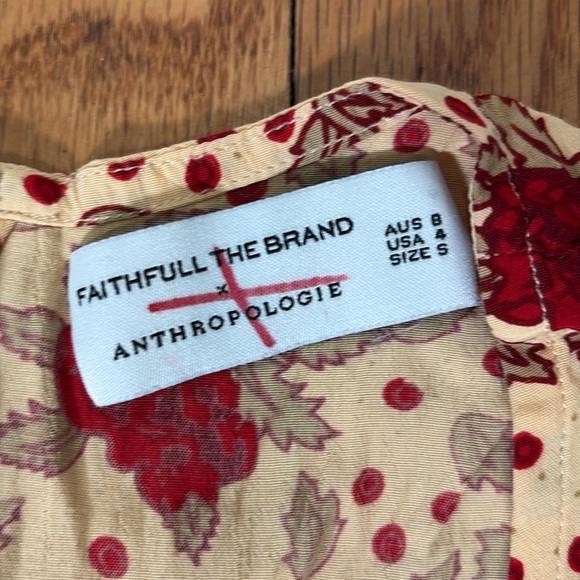 FAITHFULL THE BRAND
×
ANTHROPOLOGIE
AUS 8
USA 4
SIZE S